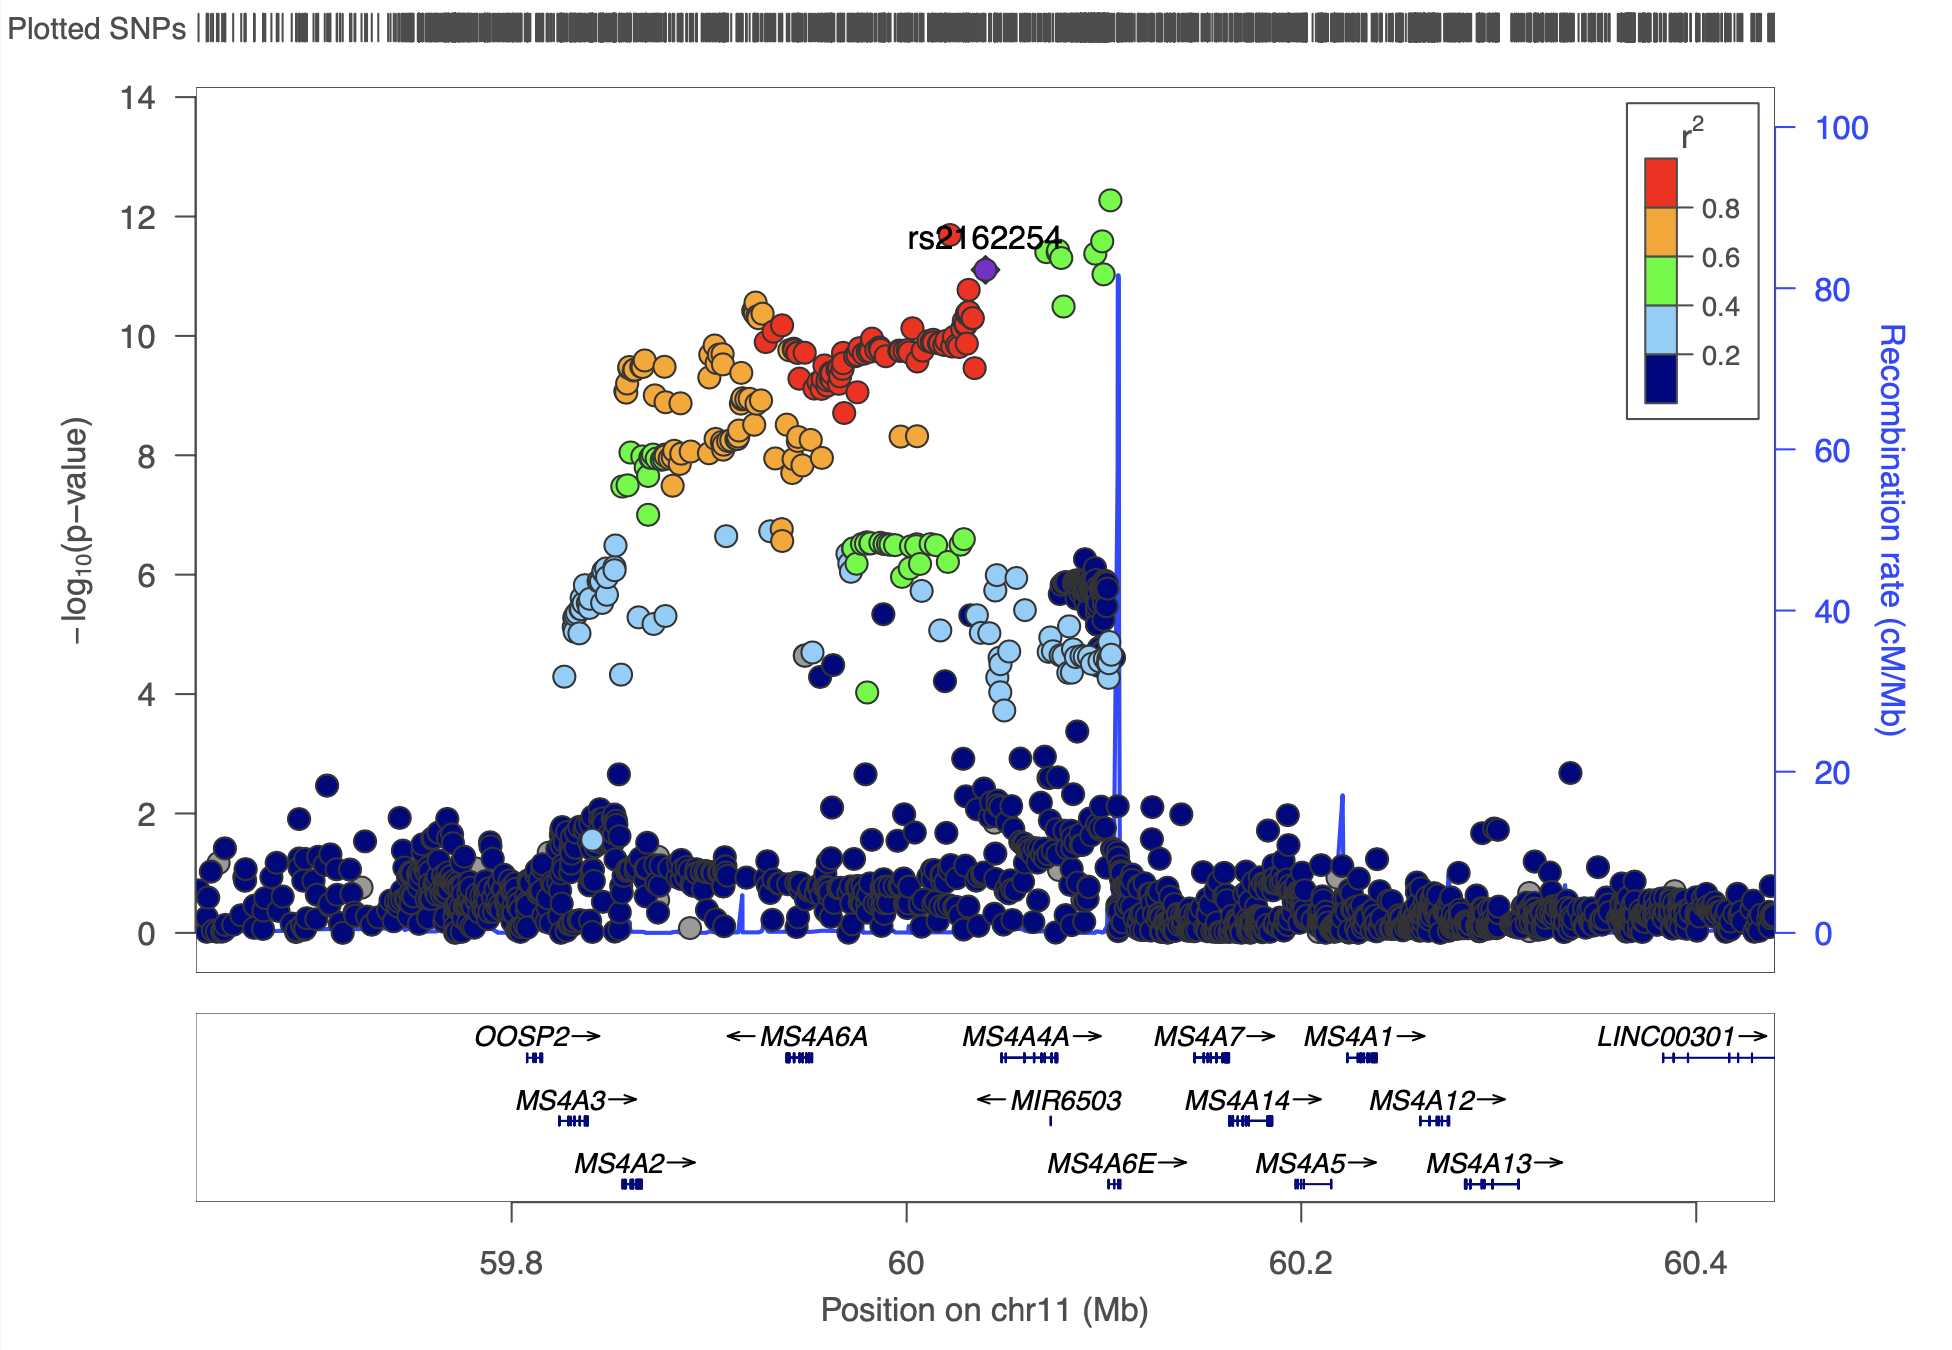 Plotted SNPs
14
12
10
8
6
4
2
0
−log10(p−value)
rs2162254
r2
0.8
0.6
0.4
0.2
100
80
60
40
20
0
Recombination rate (cM/Mb)
OOSP2→ ←MS4A6A MS4A4A→ MS4A7→ MS4A1→ LINC00301→
MS4A3→ ←MIR6503 MS4A14→ MS4A12→
MS4A2→ MS4A6E→ MS4A5→ MS4A13→
59.8 60 60.2 60.4
Position on chr11 (Mb)